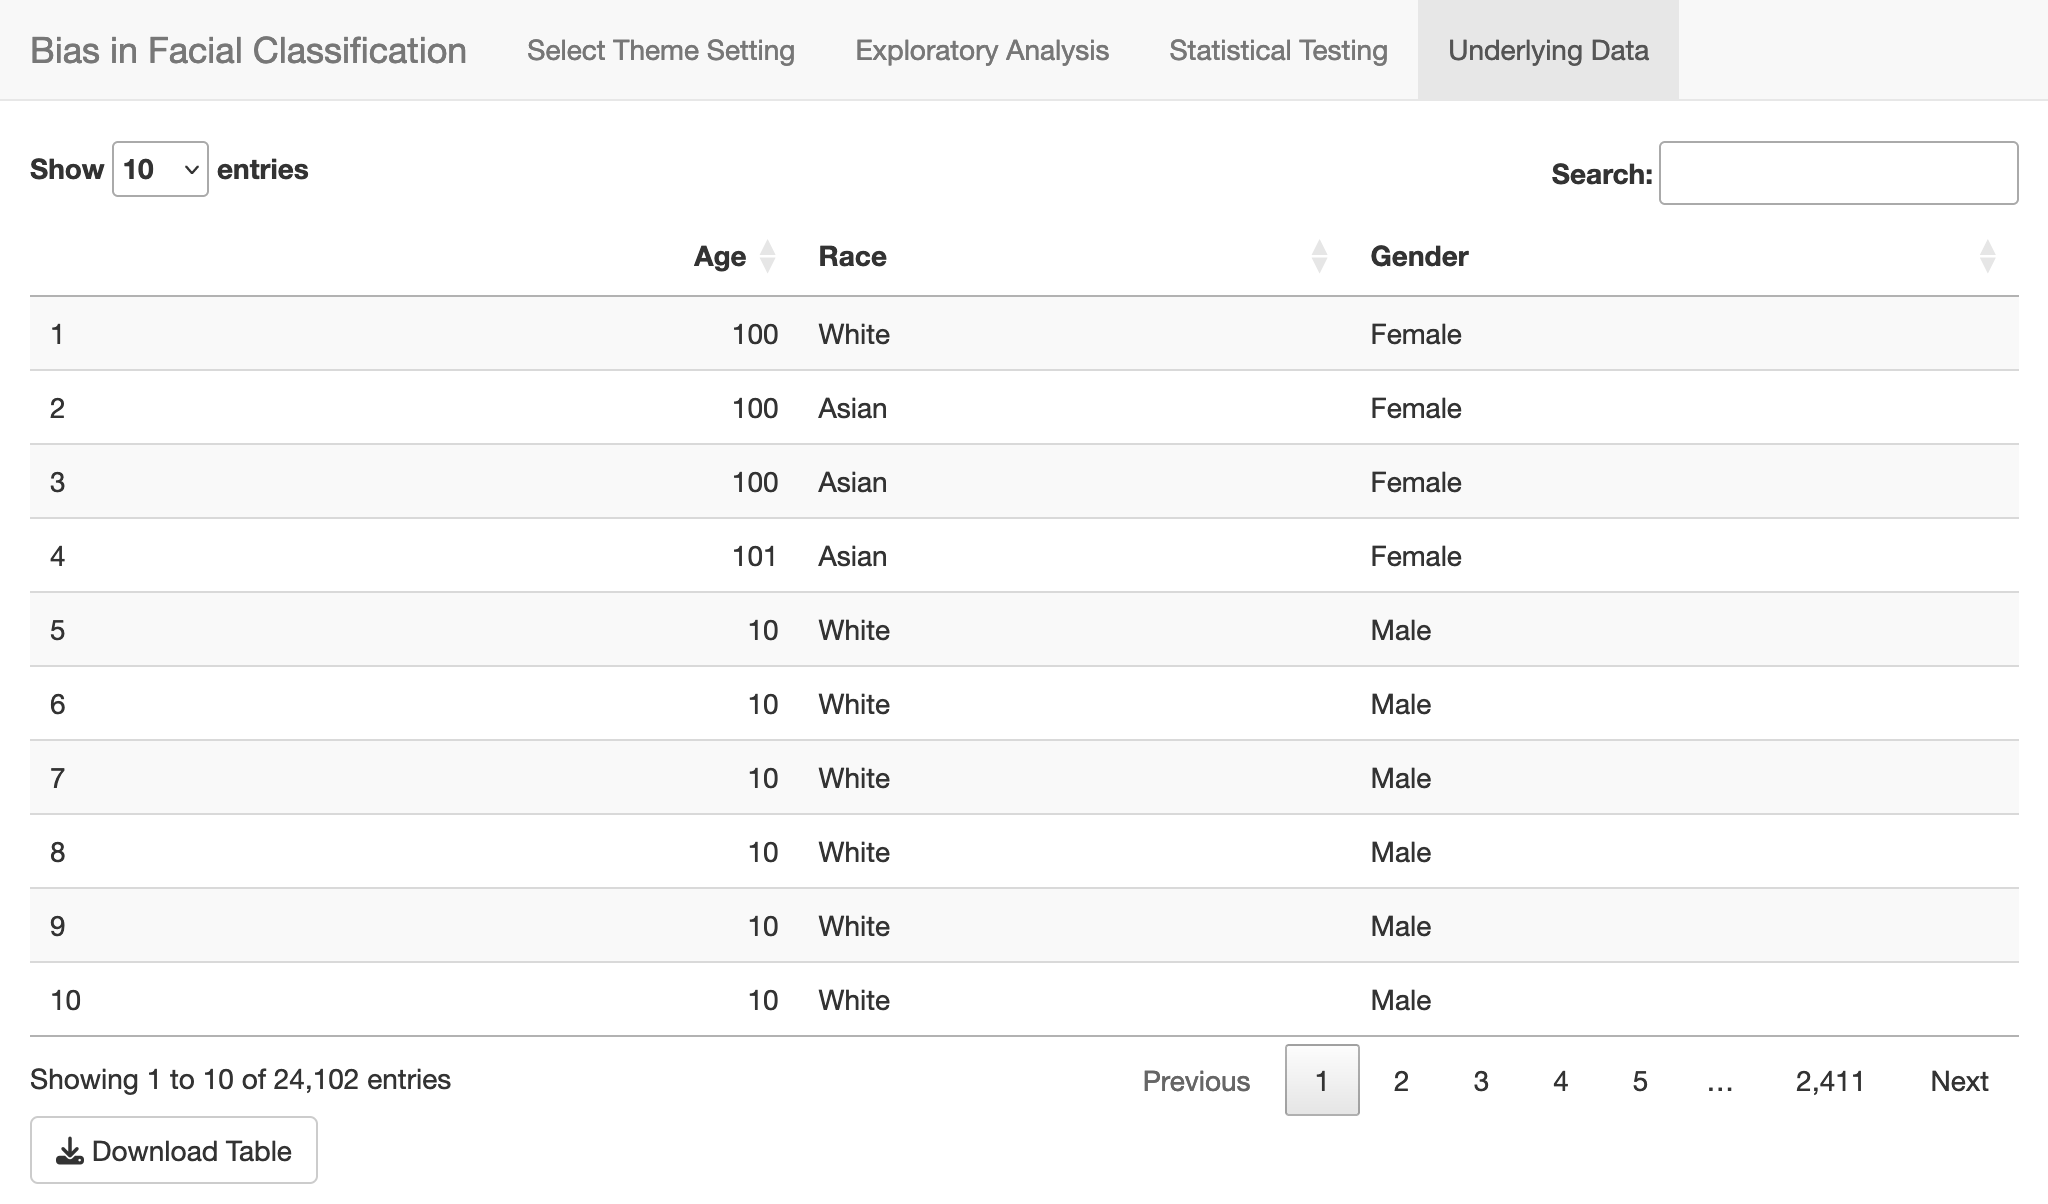 Bias in Facial Classification Select Theme Setting Exploratory Analysis Statistical Testing Underlying Data
Show 10 entries Search:
Age Race Gender
1 100 White Female
2 100 Asian Female
3 100 Asian Female
4 101 Asian Female
5 10 White Male
6 10 White Male
7 10 White Male
8 10 White Male
9 10 White Male
10 10 White Male
Showing 1 to 10 of 24,102 entries Previous 1 2 3 4 5 … 2,411 Next
Download Table